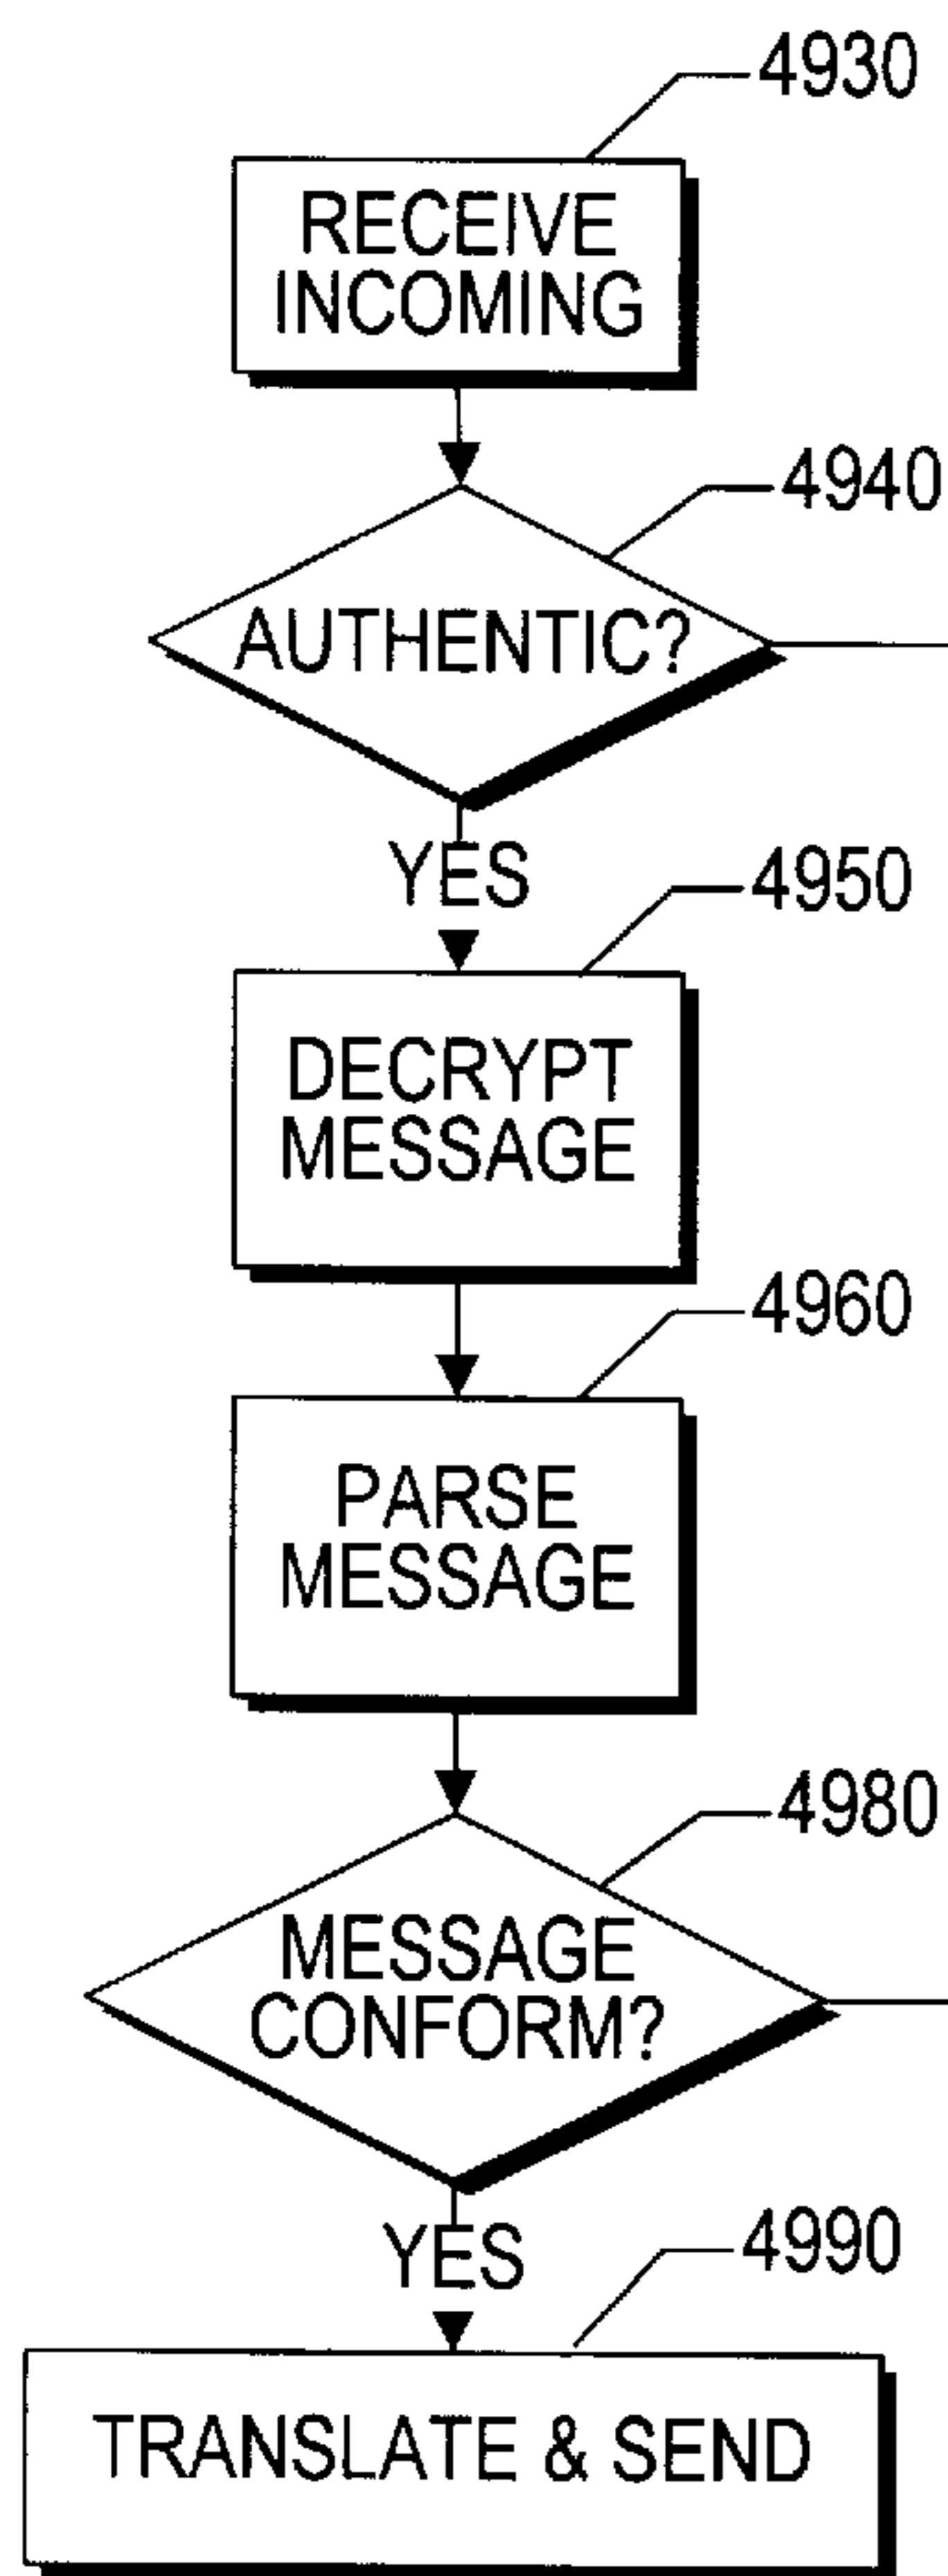 4930
RECEIVE
INCOMING
4940
AUTHENTIC?
YES
4950
DECRYPT
MESSAGE
4960
PARSE
MESSAGE
4980
MESSAGE
CONFORM?
YES
4990
TRANSLATE & SEND